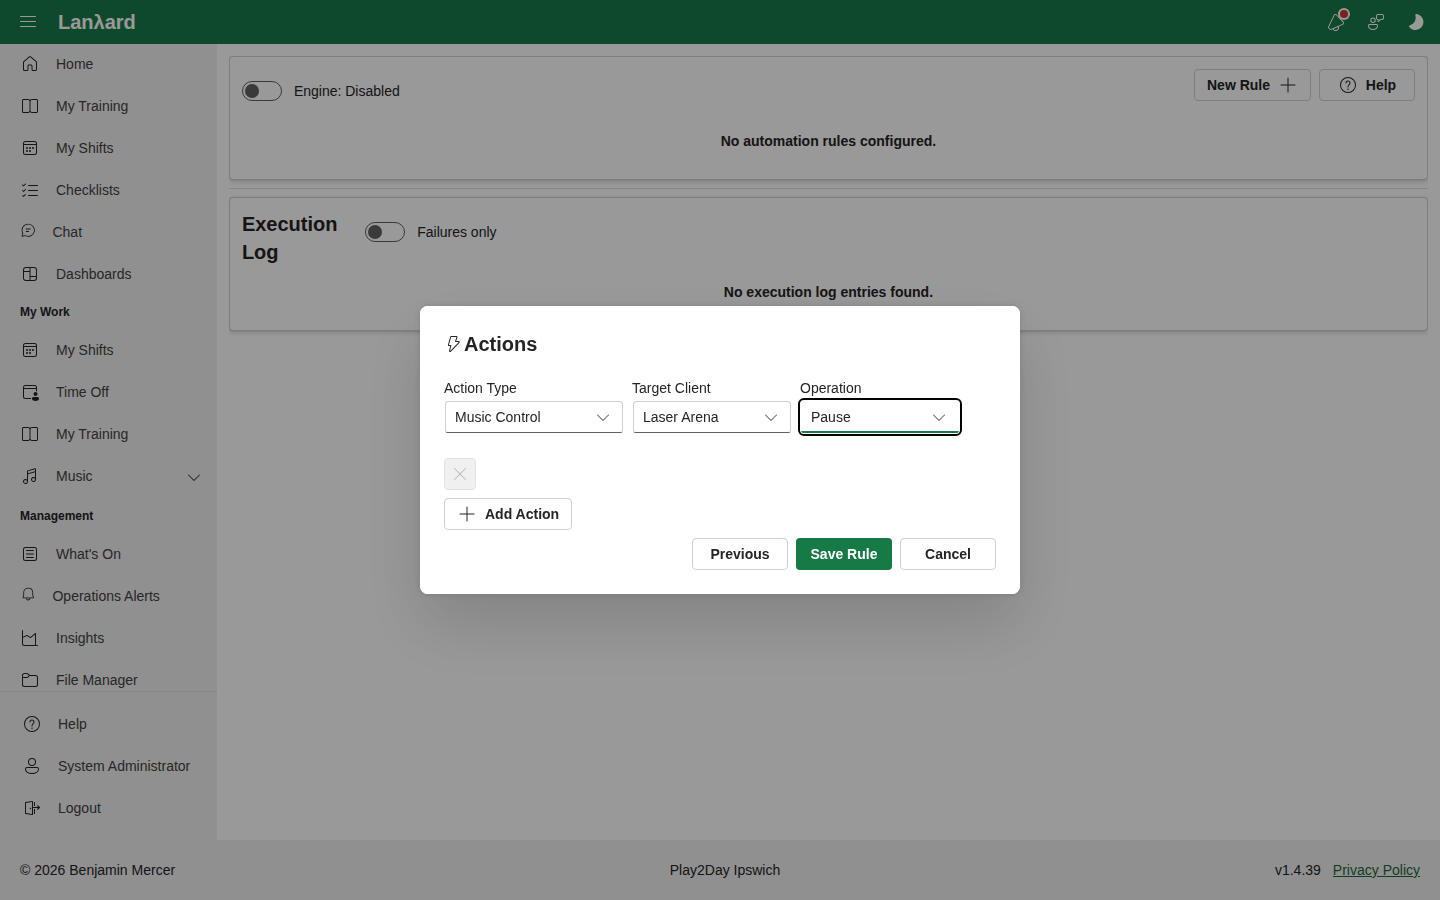 Lanλard
Home
My Training
My Shifts
Checklists
Chat
Dashboards
My Work
My Shifts
Time Off
My Training
Music
Management
What's On
Operations Alerts
Insights
File Manager
Help
System Administrator
Logout
Engine: Disabled
New Rule
Help
No automation rules configured.
Execution
Log
Failures only
No execution log entries found.
Actions
Action Type
Target Client
Operation
Music Control
Laser Arena
Pause
Add Action
Previous
Save Rule
Cancel
© 2026 Benjamin Mercer
Play2Day Ipswich
v1.4.39
Privacy Policy